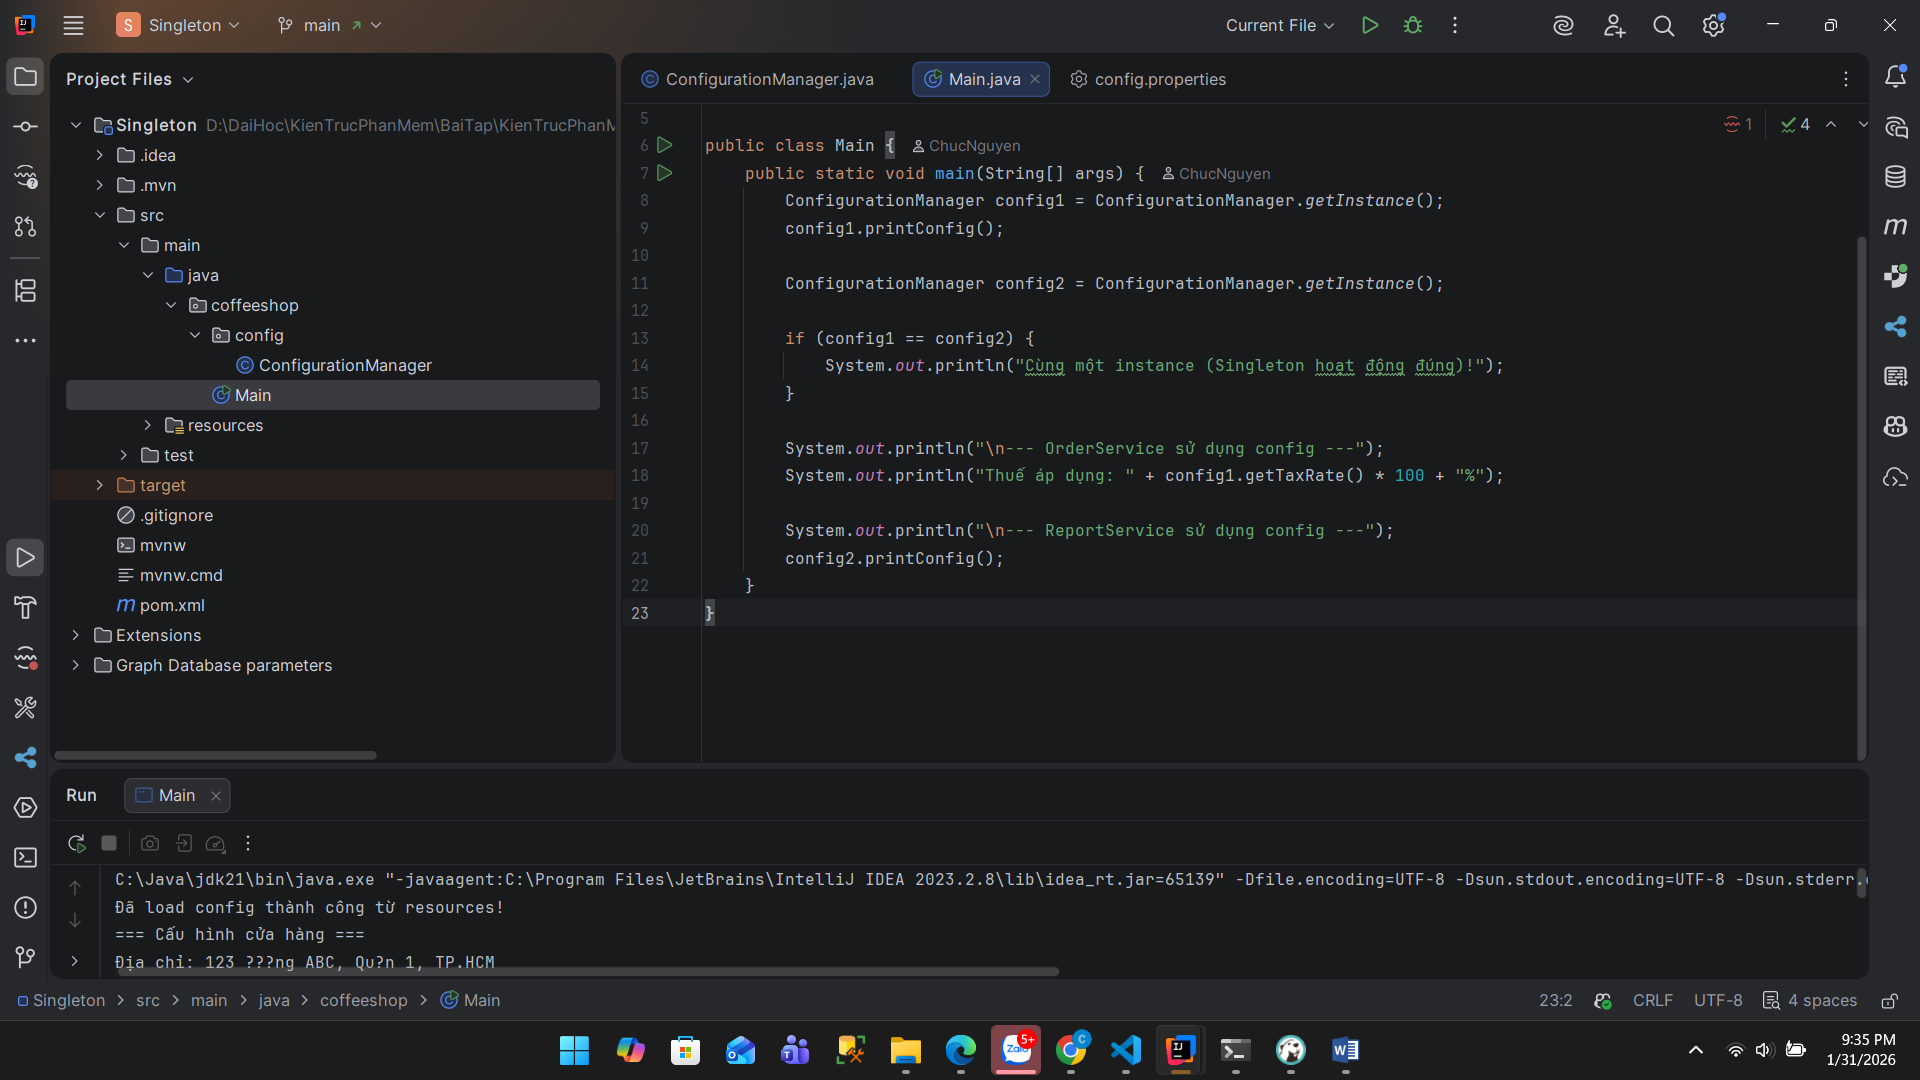 Singleton
main
Current File
Project Files
ConfigurationManager.java
Main.java
config.properties
Singleton D:\DaiHoc\KienTrucPhanMem\BaiTap\KienTrucPhanM
.idea
.mvn
src
main
java
coffeeshop
config
ConfigurationManager
Main
resources
test
target
.gitignore
mvnw
mvnw.cmd
pom.xml
Extensions
Graph Database parameters
1 4
5
6 public class Main { ChucNguyen
7 public static void main(String[] args) { ChucNguyen
8 ConfigurationManager config1 = ConfigurationManager.getInstance();
9 config1.printConfig();
10
11 ConfigurationManager config2 = ConfigurationManager.getInstance();
12
13 if (config1 == config2) {
14 System.out.println("Cùng một instance (Singleton hoạt động đúng)!");
15 }
16
17 System.out.println("\n--- OrderService sử dụng config ---");
18 System.out.println("Thuế áp dụng: " + config1.getTaxRate() * 100 + "%");
19
20 System.out.println("\n--- ReportService sử dụng config ---");
21 config2.printConfig();
22 }
23 }
Run Main
C:\Java\jdk21\bin\java.exe "-javaagent:C:\Program Files\JetBrains\IntelliJ IDEA 2023.2.8\lib\idea_rt.jar=65139" -Dfile.encoding=UTF-8 -Dsun.stdout.encoding=UTF-8 -Dsun.stderr.
Đã load config thành công từ resources!
=== Cấu hình cửa hàng ===
Địa chỉ: 123 ???ng ABC, Qu?n 1, TP.HCM
Singleton > src > main > java > coffeeshop > Main
23:2 CRLF UTF-8 4 spaces
Zalo
5+
C
9:35 PM
1/31/2026